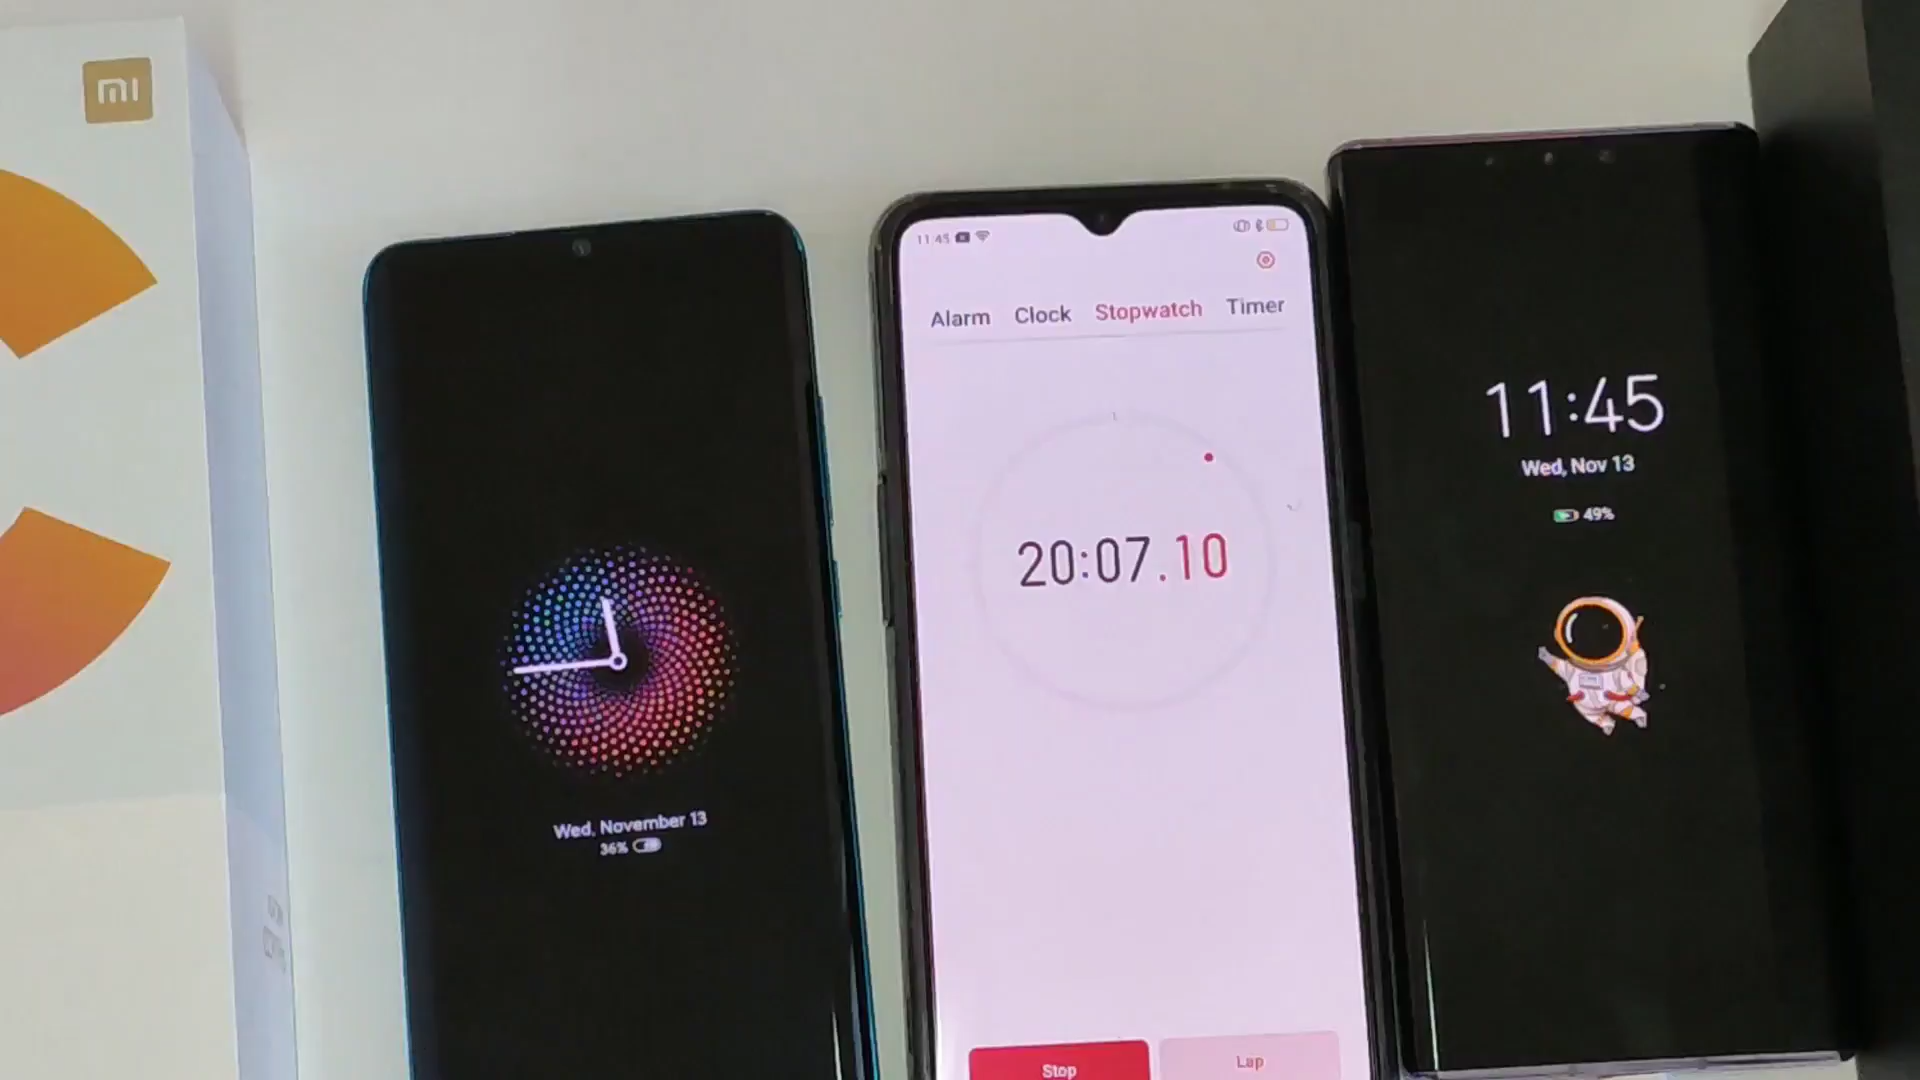 mi
Wed, November 13
36%
11:45
Alarm Clock Stopwatch Timer
20:07.10
Stop Lap
11:45
Wed, Nov 13
49%